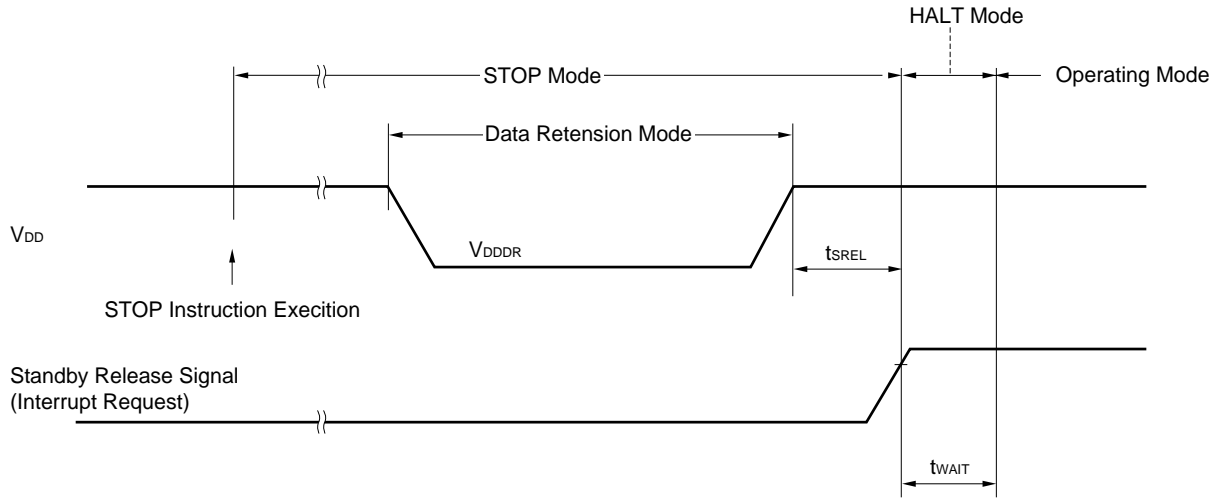 HALT Mode
STOP Mode
Operating Mode
Data Retension Mode
VDD
VDDDR
tSREL
STOP Instruction Execition
Standby Release Signal
(Interrupt Request)
tWAIT